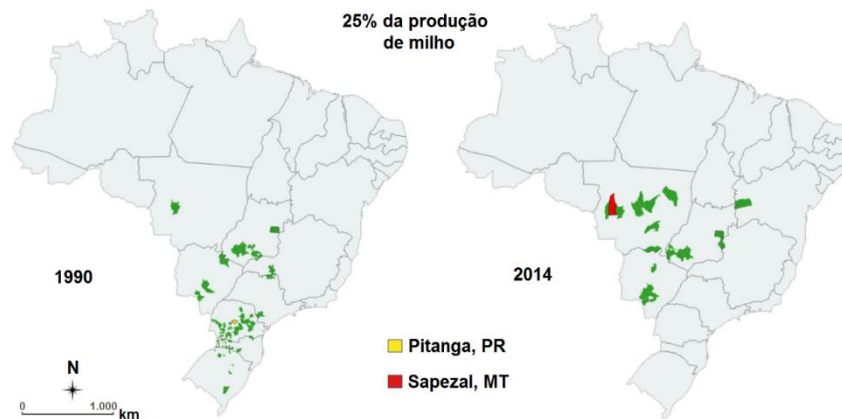 25% da produção
de milho
1990
2014
Pitanga, PR
Sapezal, MT
N
0
1.000
km